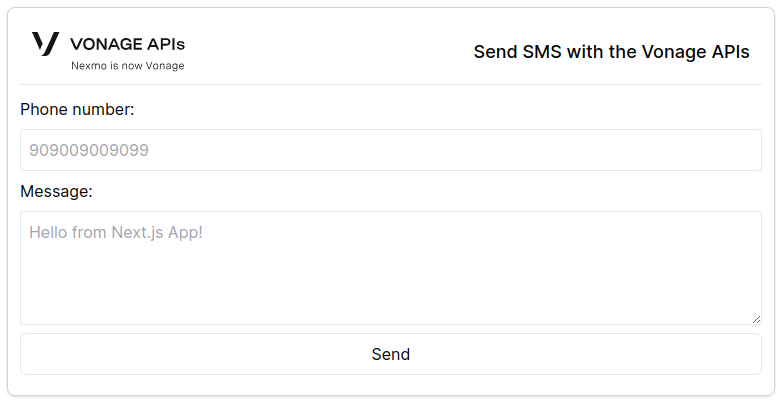 VONAGE APIs
Nexmo is now Vonage
Send SMS with the Vonage APIs
Phone number:
909009009099
Message:
Hello from Next.js App!
Send